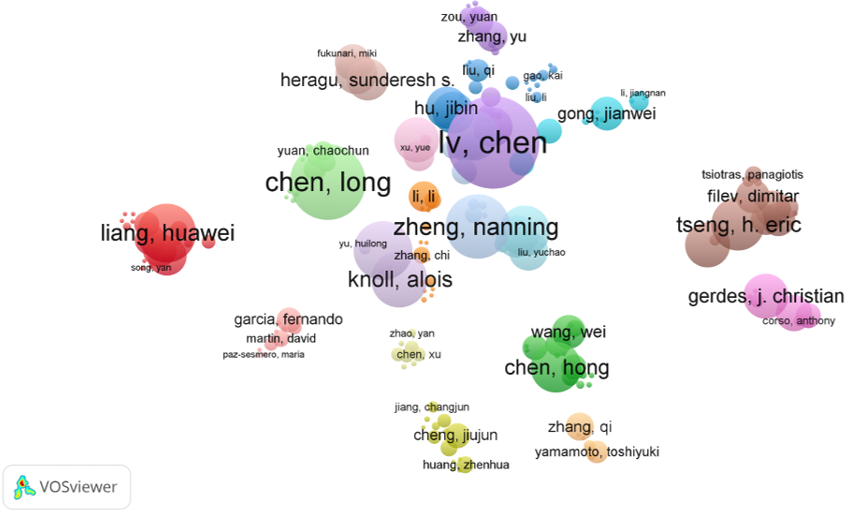 zou, yuan
zhang, yu
fukunari, miki
heragu, sunderesh s.
liu, qi
gao, kai
liu, li
li, jiangnan
hu, jibin
gong, jianwei
lv, chen
xu, yue
yuan, chaochun
chen, long
tsiotras, panagiotis
filev, dimitar
tseng, h. eric
li, li
zheng, nanning
liang, huawei
yu, huilong
zhang, chi
liu, yuchao
song, yan
knoll, alois
gerdes, j. christian
corso, anthony
garcia, fernando
martin, david
paz-sesmero, maria
zhao, yan
chen, xu
wang, wei
chen, hong
jiang, changjun
cheng, jiujun
huang, zhenhua
zhang, qi
yamamoto, toshiyuki
VOSviewer